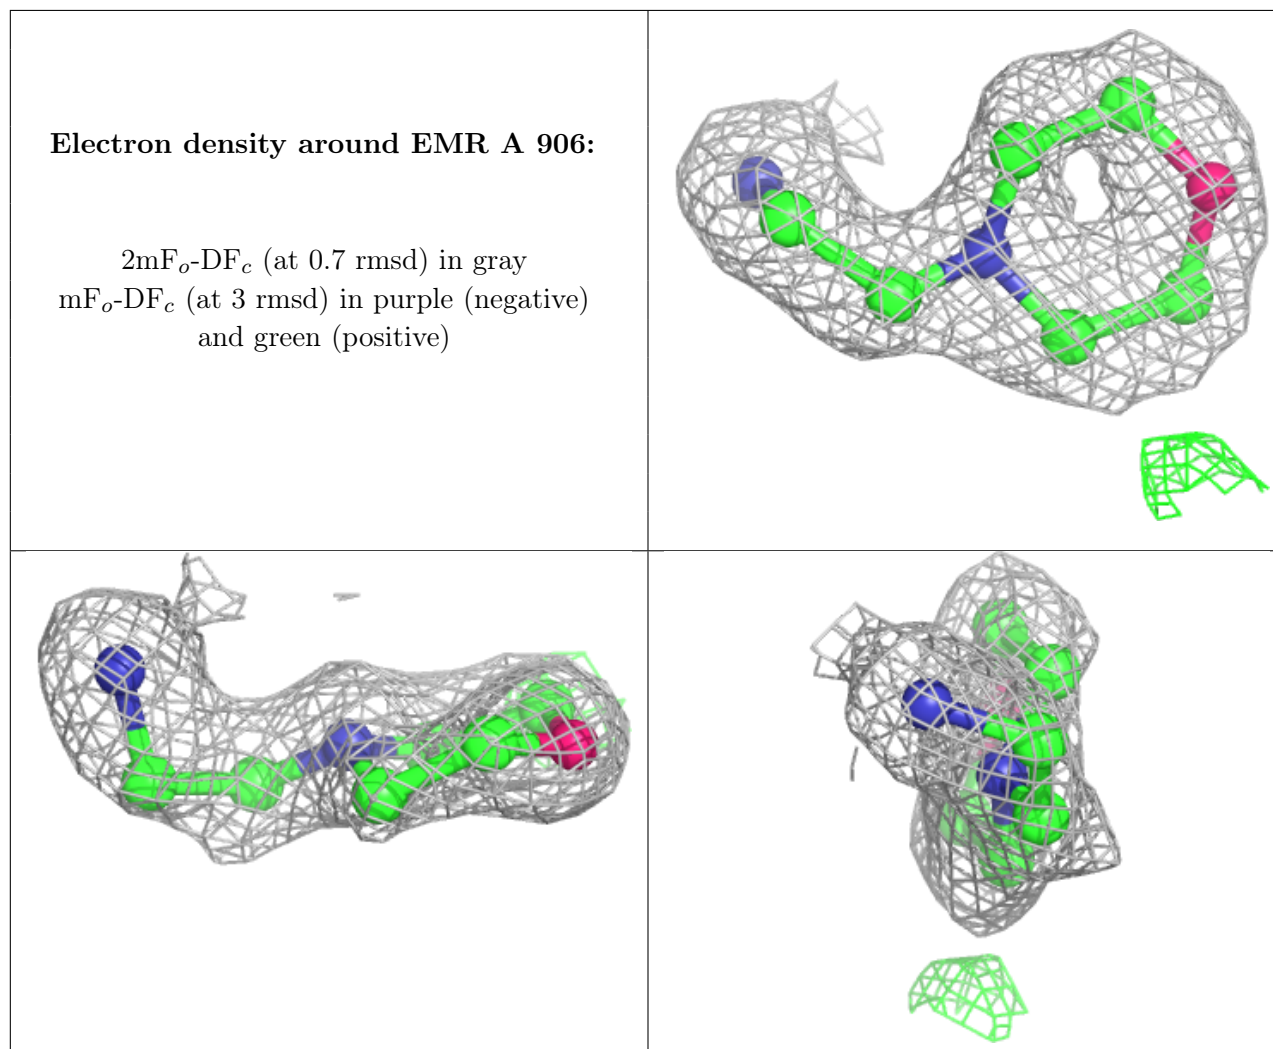 Electron density around EMR A 906:
2mFo-DFc (at 0.7 rmsd) in gray
mFo-DFc (at 3 rmsd) in purple (negative)
and green (positive)